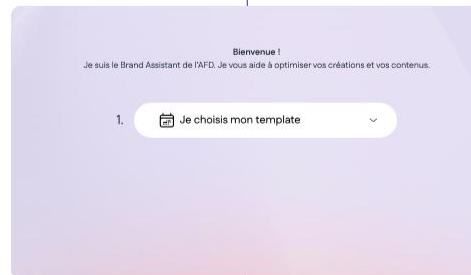 Bienvenue !
Je suis le Brand Assistant de l'AFD. Je vous aide à optimiser vos créations et vos contenus.
1. Je choisis mon template